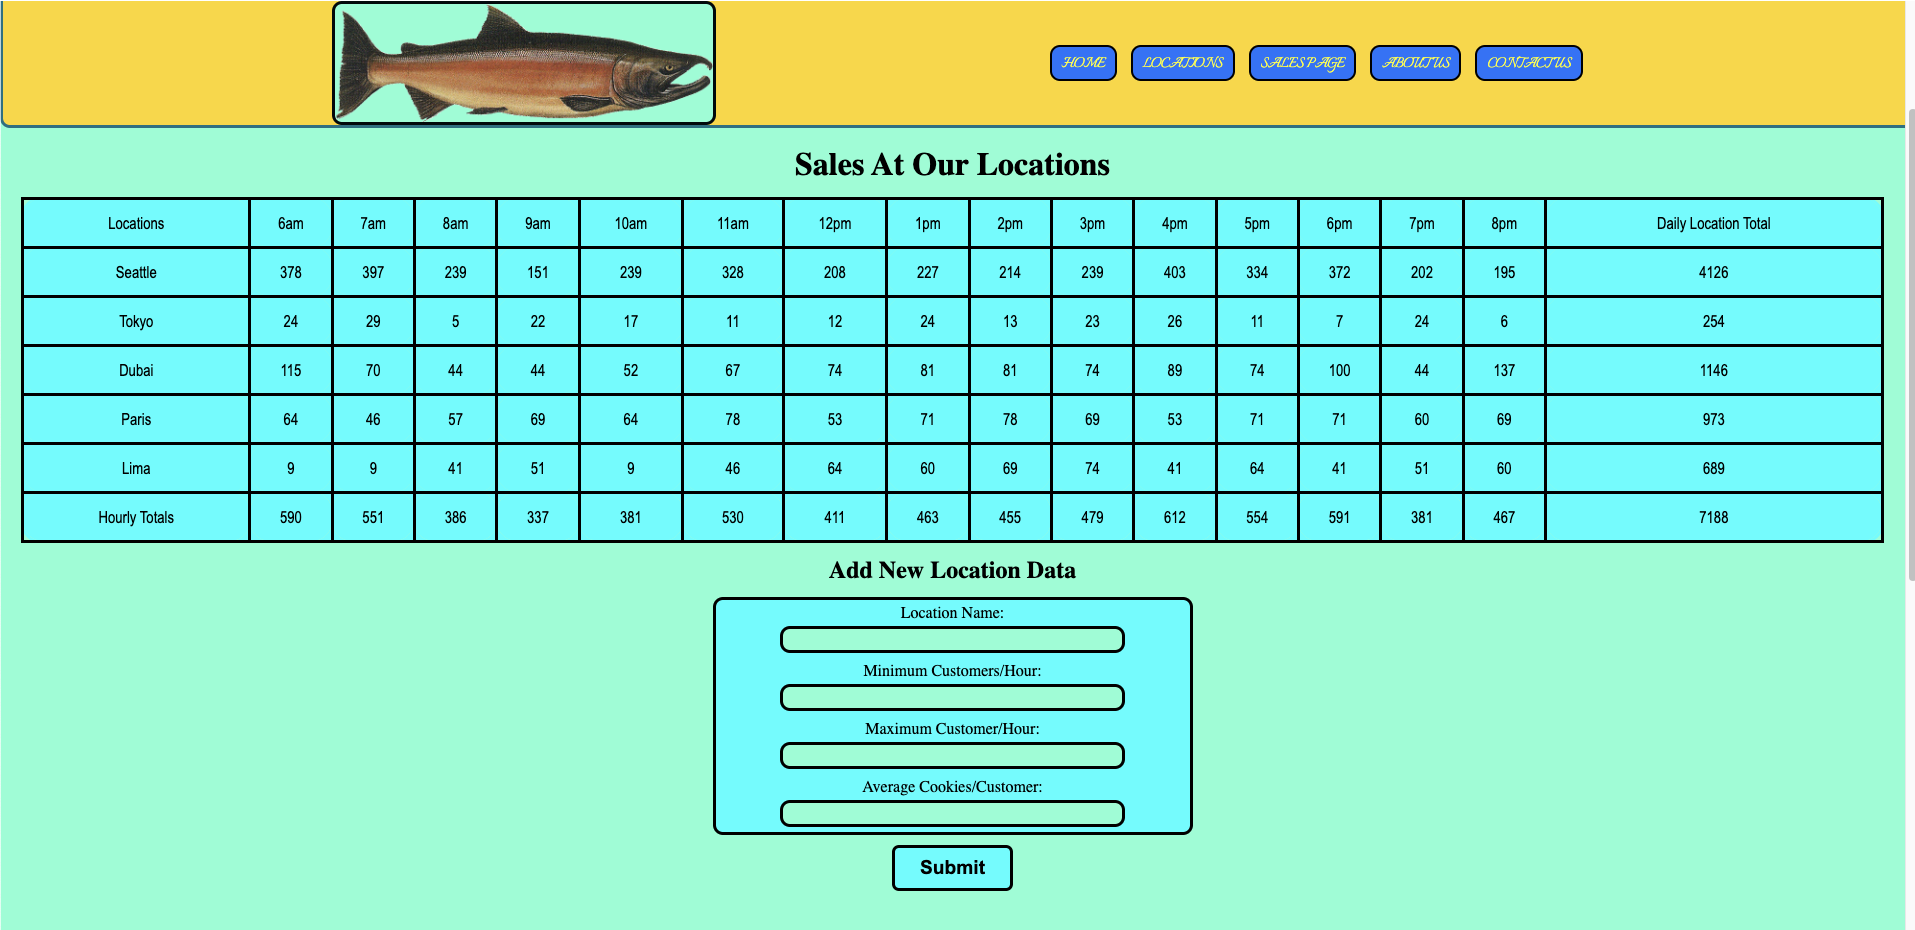 HOME LOCATIONS SALES PAGE ABOUT US CONTACT US
Sales At Our Locations
Locations 6am 7am 8am 9am 10am 11am 12pm 1pm 2pm 3pm 4pm 5pm 6pm 7pm 8pm Daily Location Total
Seattle 378 397 239 151 239 328 208 227 214 239 403 334 372 202 195 4126
Tokyo 24 29 5 22 17 11 12 24 13 23 26 11 7 24 6 254
Dubai 115 70 44 44 52 67 74 81 81 74 89 74 100 44 137 1146
Paris 64 46 57 69 64 78 53 71 78 69 53 71 71 60 69 973
Lima 9 9 41 51 9 46 64 60 69 74 41 64 41 51 60 689
Hourly Totals 590 551 386 337 381 530 411 463 455 479 612 554 591 381 467 7188
Add New Location Data
Location Name:
Minimum Customers/Hour:
Maximum Customer/Hour:
Average Cookies/Customer:
Submit